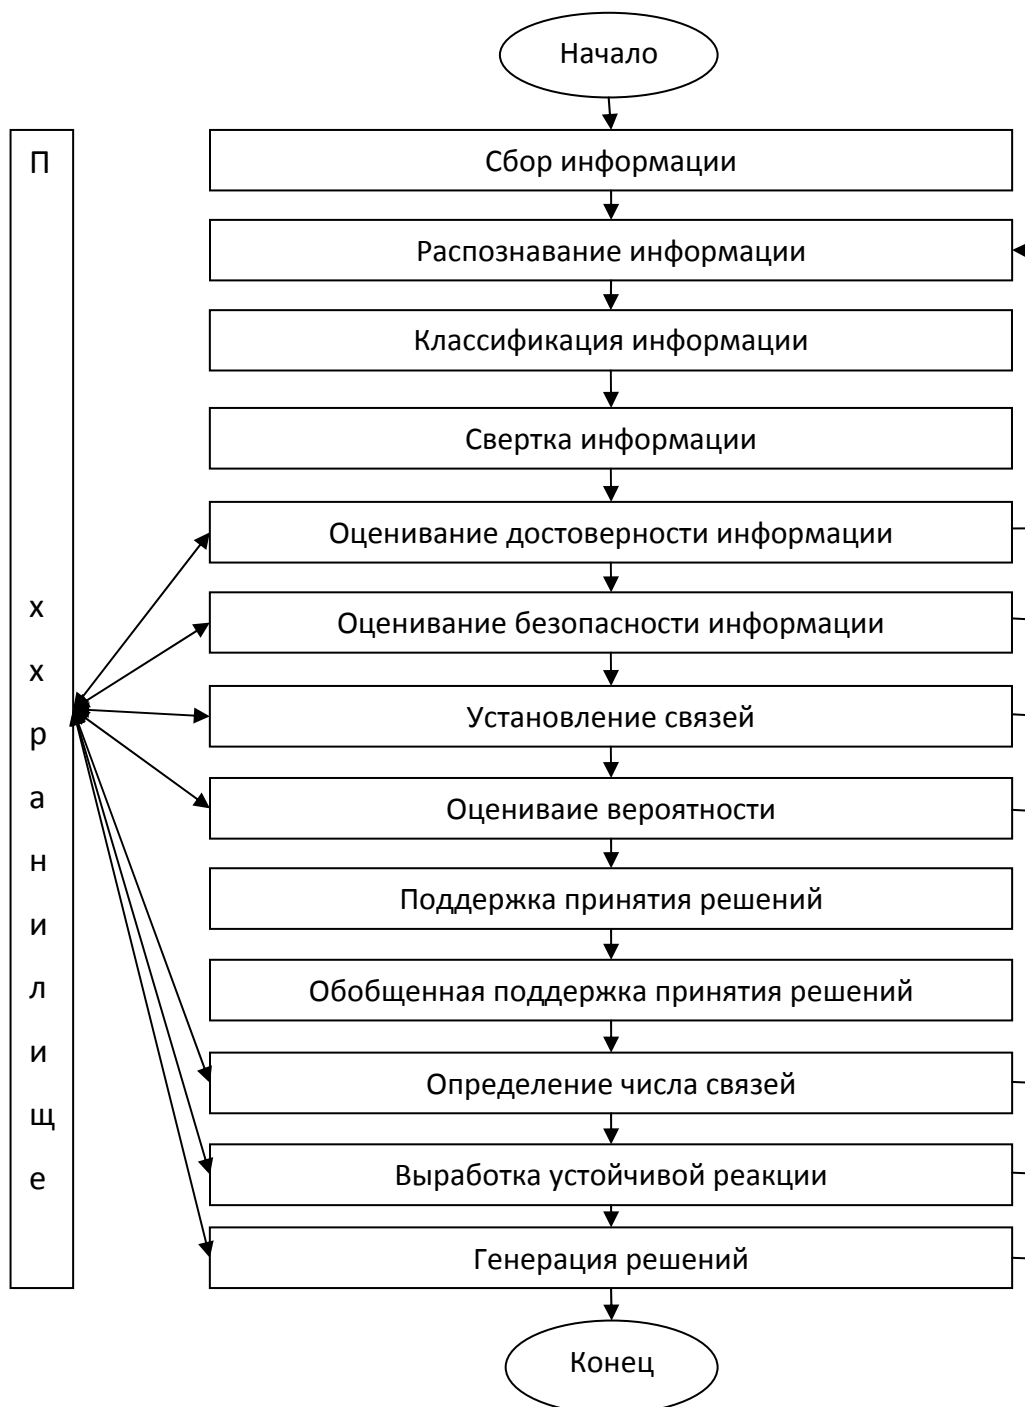 Начало
П
х
х
р
а
н
и
л
и
щ
е
Сбор информации
Распознавание информации
Классификация информации
Свертка информации
Оценивание достоверности информации
Оценивание безопасности информации
Установление связей
Оцениваие вероятности
Поддержка принятия решений
Обобщенная поддержка принятия решений
Определение числа связей
Выработка устойчивой реакции
Генерация решений
Конец